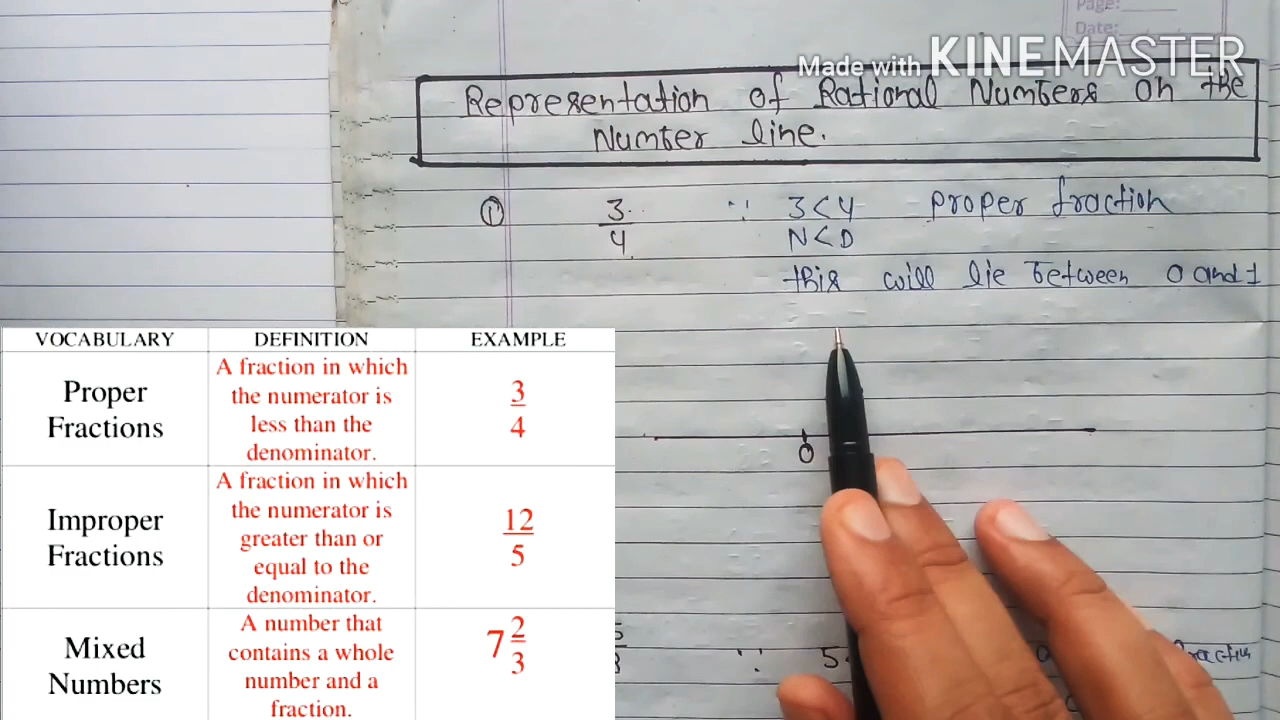 Page:
Date:
Made with KINEMASTER
Representation of Rational Numbers on the
Number line.
① 3/4 ∵ 3<4 proper fraction
N<D
this will lie between 0 and 1
0
∵ 5
VOCABULARY DEFINITION EXAMPLE
Proper Fractions
A fraction in which
the numerator is
less than the
denominator.
3/4
Improper Fractions
A fraction in which
the numerator is
greater than or
equal to the
denominator.
12/5
Mixed Numbers
A number that
contains a whole
number and a
fraction.
7 2/3